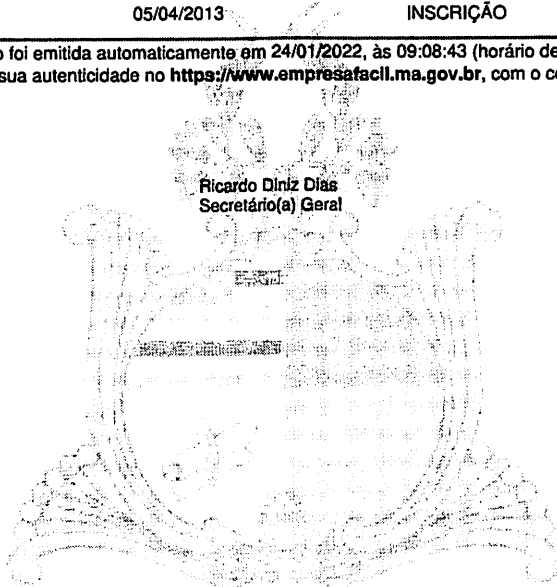 05/04/2013 INSCRIÇÃO
foi emitida automaticamente em 24/01/2022, às 09:08:43 (horário de
sua autenticidade no https://www.empresafacil.ma.gov.br, com o
Ricardo Diniz Dias
Secretário(a) Geral